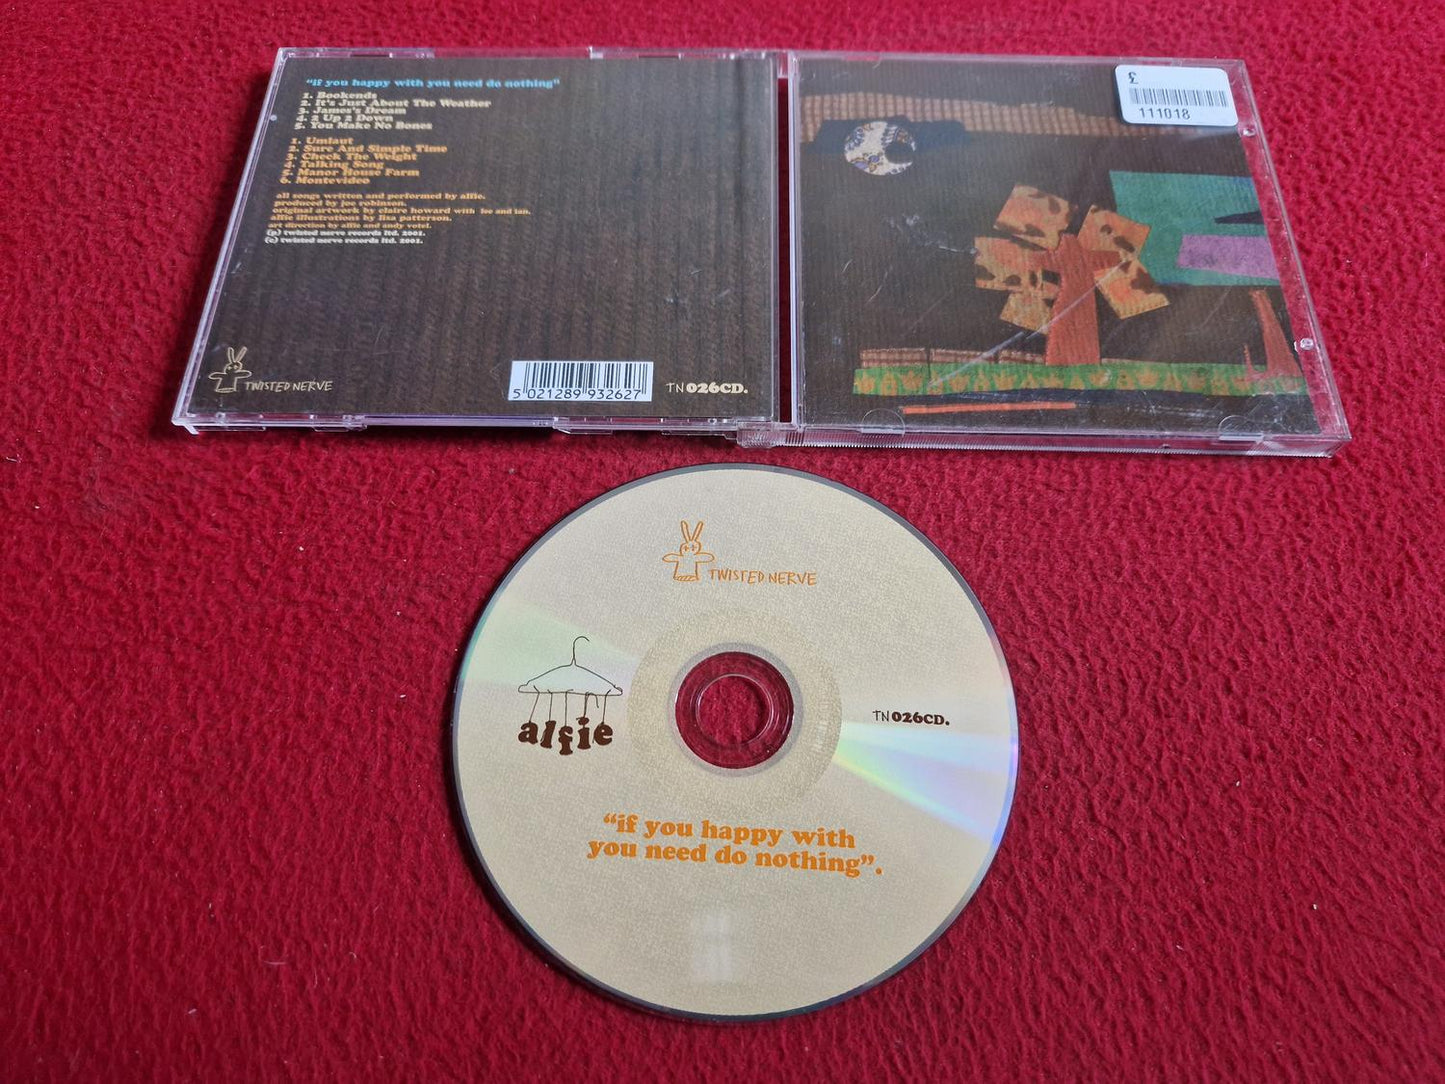 "if you happy with you need do nothing"
1. Bookends
2. It's Just About The Weather
3. James's Dream
4. 2 Up 2 Down
5. You Make No Bones
1. Umlaut
2. Sure And Simple Time
3. Check The Weight
4. Talking Song
5. Manor House Farm
6. Montevideo
all songs written and performed by alfie.
produced by joe robinson.
original artwork by claire howard with lee and ian.
alfie illustrations by lisa patterson.
art direction by alfie and andy votel.
(p) twisted nerve records ltd. 2001.
(c) twisted nerve records ltd. 2001.
TWISTED NERVE
5 021289 932627
TN026CD.
£
111018
TWISTED NERVE
alfie
TN026CD.
"if you happy with
you need do nothing".